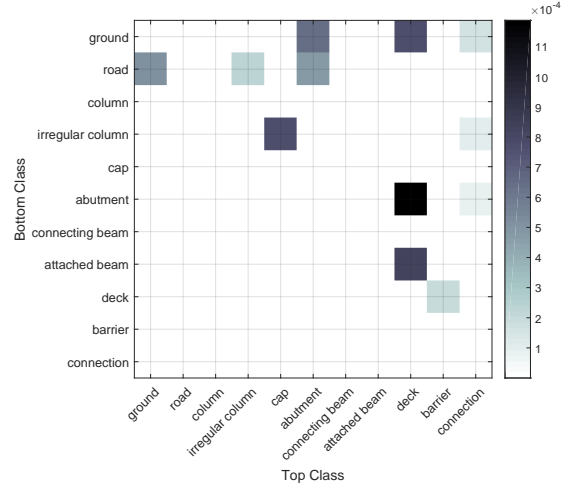 ×10⁻⁴
ground
road
column
irregular column
cap
abutment
connecting beam
attached beam
deck
barrier
connection
Bottom Class
11
10
9
8
7
6
5
4
3
2
1
ground
road
column
irregular column
cap
abutment
connecting beam
attached beam
deck
barrier
connection
Top Class